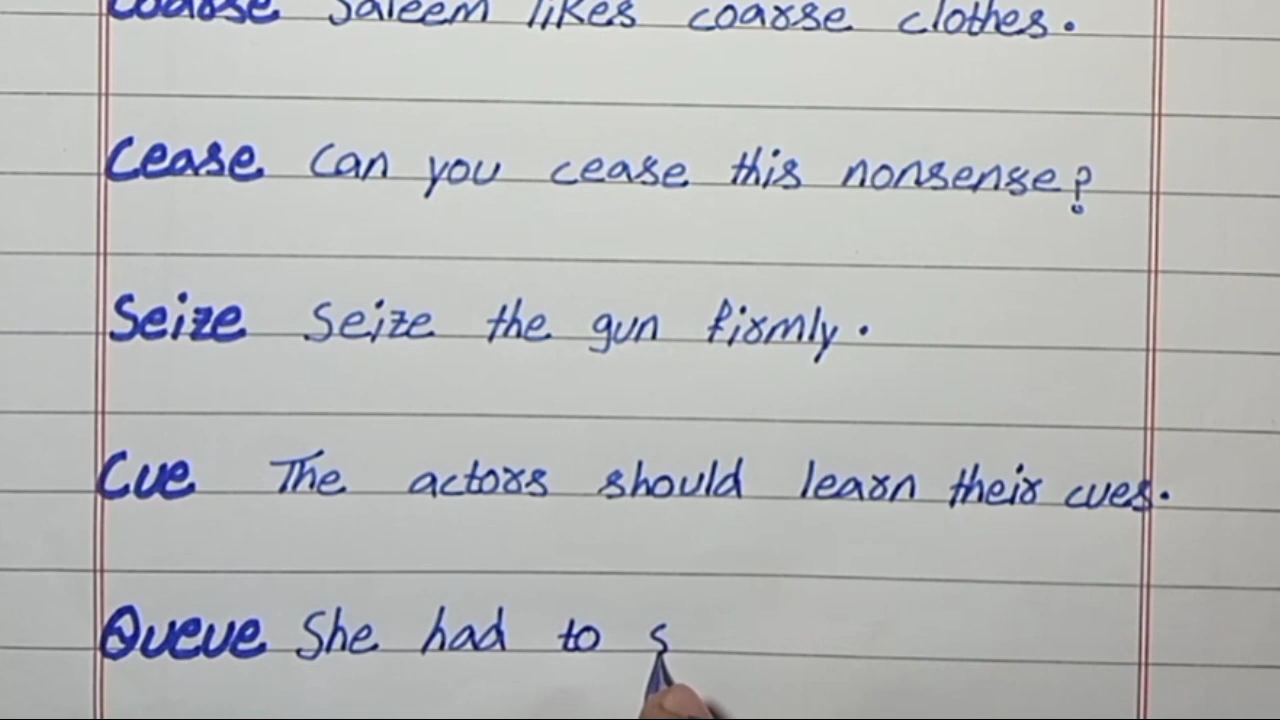 Coarse Saleem likes coarse clothes.
Cease Can you cease this nonsense?
Seize Seize the gun firmly.
Cue The actors should learn their cues.
Queue She had to s